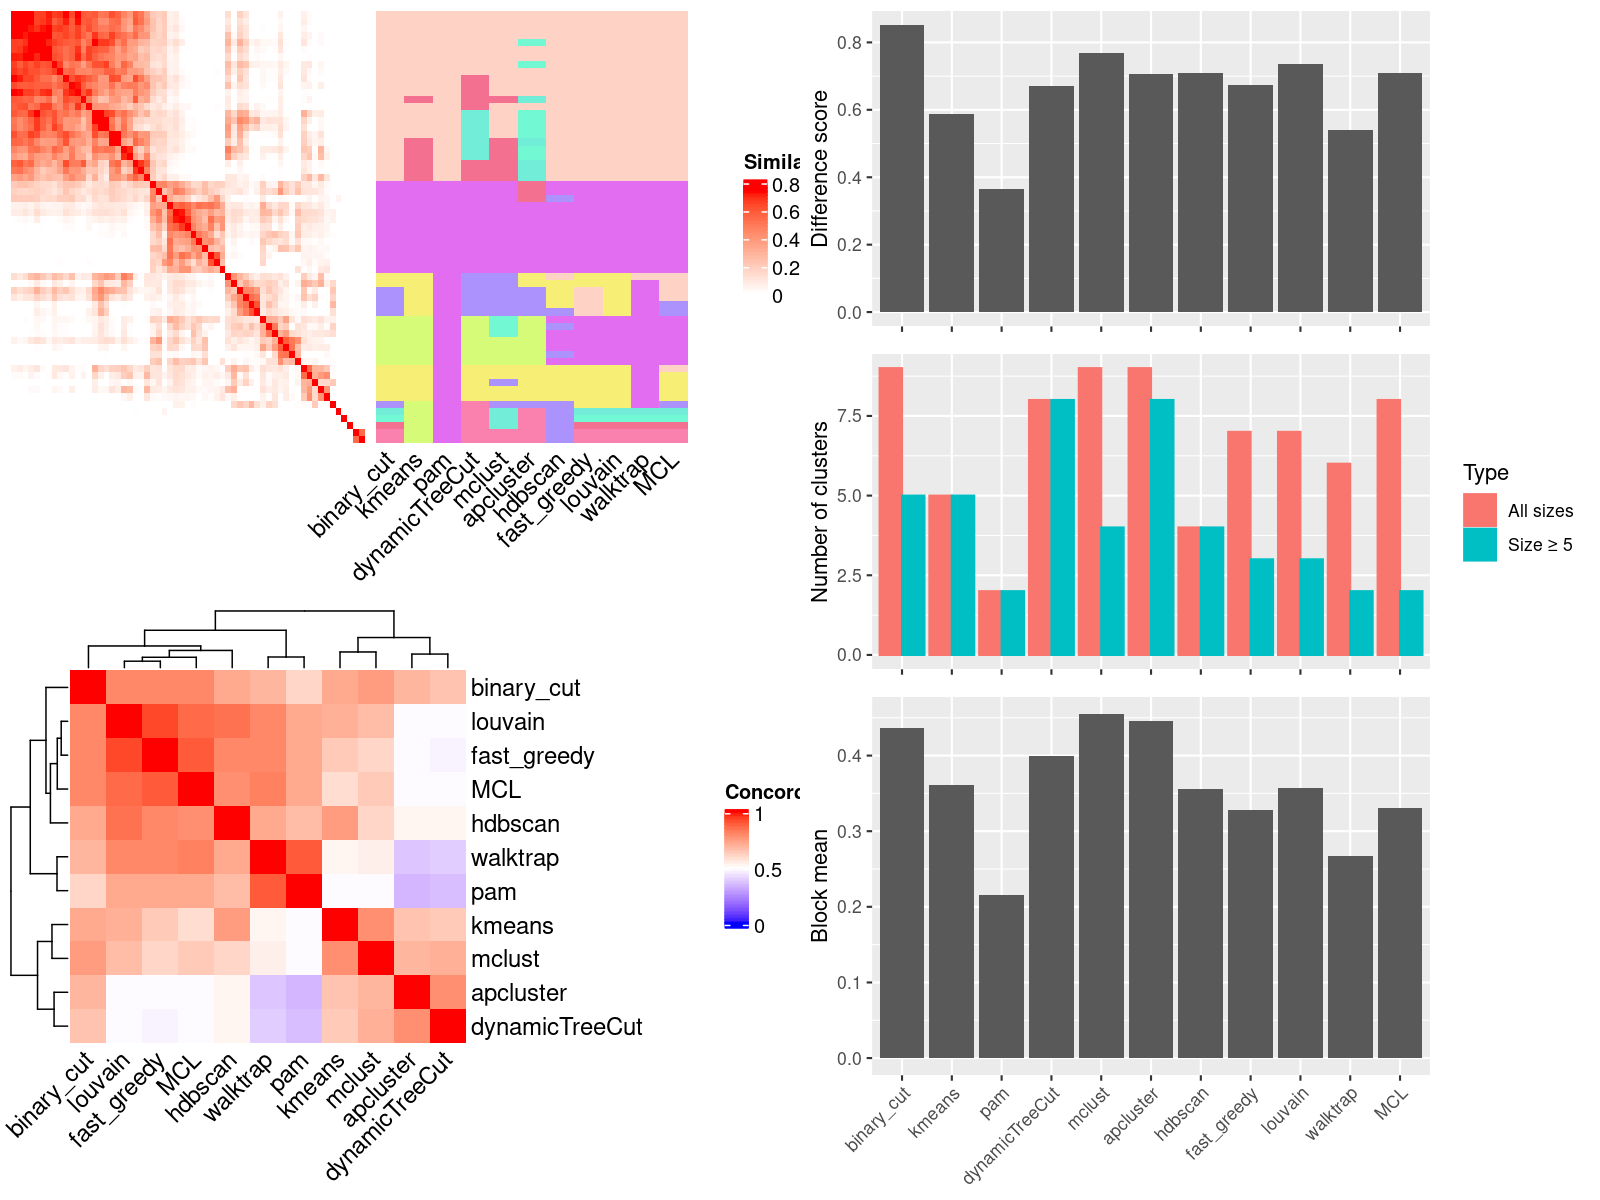 Simila
0.8
0.6
0.4
0.2
0
binary_cut
kmeans
pam
dynamicTreeCut
mclust
apcluster
hdbscan
fast_greedy
louvain
walktrap
MCL
binary_cut
louvain
fast_greedy
MCL
hdbscan
walktrap
pam
kmeans
mclust
apcluster
dynamicTreeCut
binary_cut
louvain
fast_greedy
MCL
hdbscan
walktrap
pam
kmeans
mclust
apcluster
dynamicTreeCut
Concord
1
0.5
0
Difference score
0.8
0.6
0.4
0.2
0.0
Number of clusters
7.5
5.0
2.5
0.0
Type
All sizes
Size ≥ 5
Block mean
0.4
0.3
0.2
0.1
0.0
binary_cut
kmeans
pam
dynamicTreeCut
mclust
apcluster
hdbscan
fast_greedy
louvain
walktrap
MCL